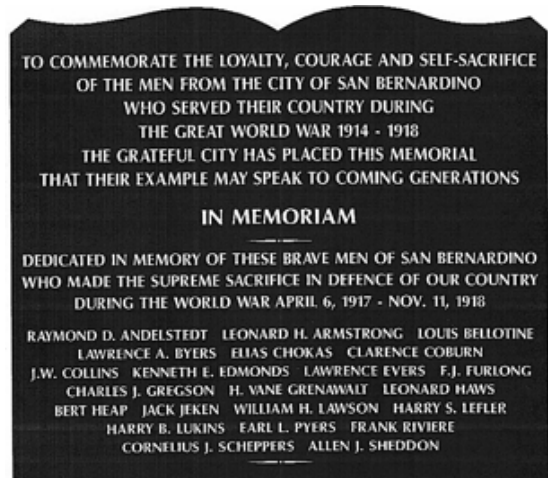 TO COMMEMORATE THE LOYALTY, COURAGE AND SELF-SACRIFICE
OF THE MEN FROM THE CITY OF SAN BERNARDINO
WHO SERVED THEIR COUNTRY DURING
THE GREAT WORLD WAR 1914 - 1918
THE GRATEFUL CITY HAS PLACED THIS MEMORIAL
THAT THEIR EXAMPLE MAY SPEAK TO COMING GENERATIONS
IN MEMORIAM
DEDICATED IN MEMORY OF THESE BRAVE MEN OF SAN BERNARDINO
WHO MADE THE SUPREME SACRIFICE IN DEFENCE OF OUR COUNTRY
DURING THE WORLD WAR APRIL 6, 1917 - NOV. 11, 1918
RAYMOND D. ANDELSTEDT LEONARD H. ARMSTRONG LOUIS BELLOTINE
LAWRENCE A. BYERS ELIAS CHOKAS CLARENCE COBURN
J.W. COLLINS KENNETH E. EDMONDS LAWRENCE EVERS F.J. FURLONG
CHARLES J. GREGSON H. VANE GRENAWALT LEONARD HAWS
BERT HEAP JACK JEKEN WILLIAM H. LAWSON HARRY S. LEFLER
HARRY B. LUKINS EARL L. PYERS FRANK RIVIERE
CORNELIUS J. SCHEPPERS ALLEN J. SHEDDON